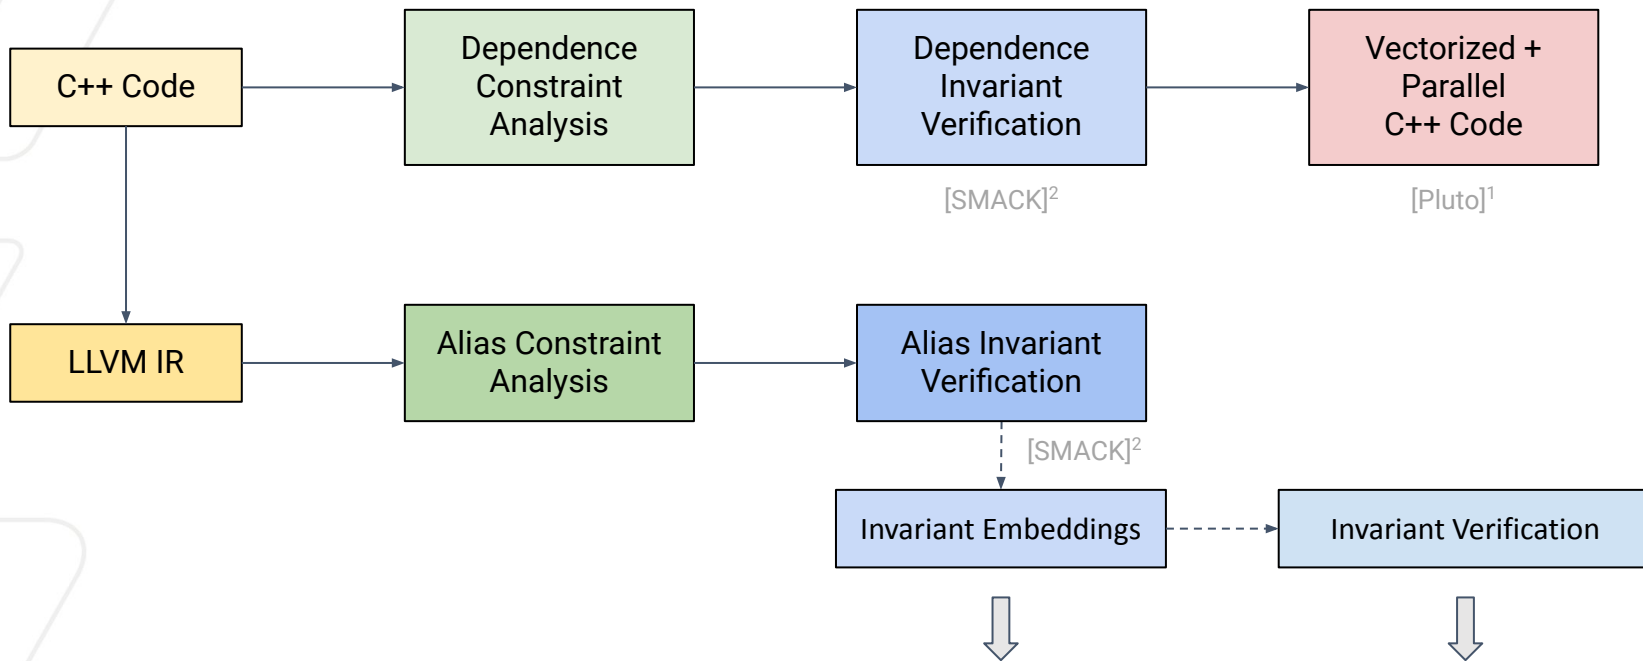 C++ Code
Dependence
Constraint
Analysis
Dependence
Invariant
Verification
Vectorized +
Parallel
C++ Code
[SMACK]²
[Pluto]¹
LLVM IR
Alias Constraint
Analysis
Alias Invariant
Verification
[SMACK]²
Invariant Embeddings
Invariant Verification